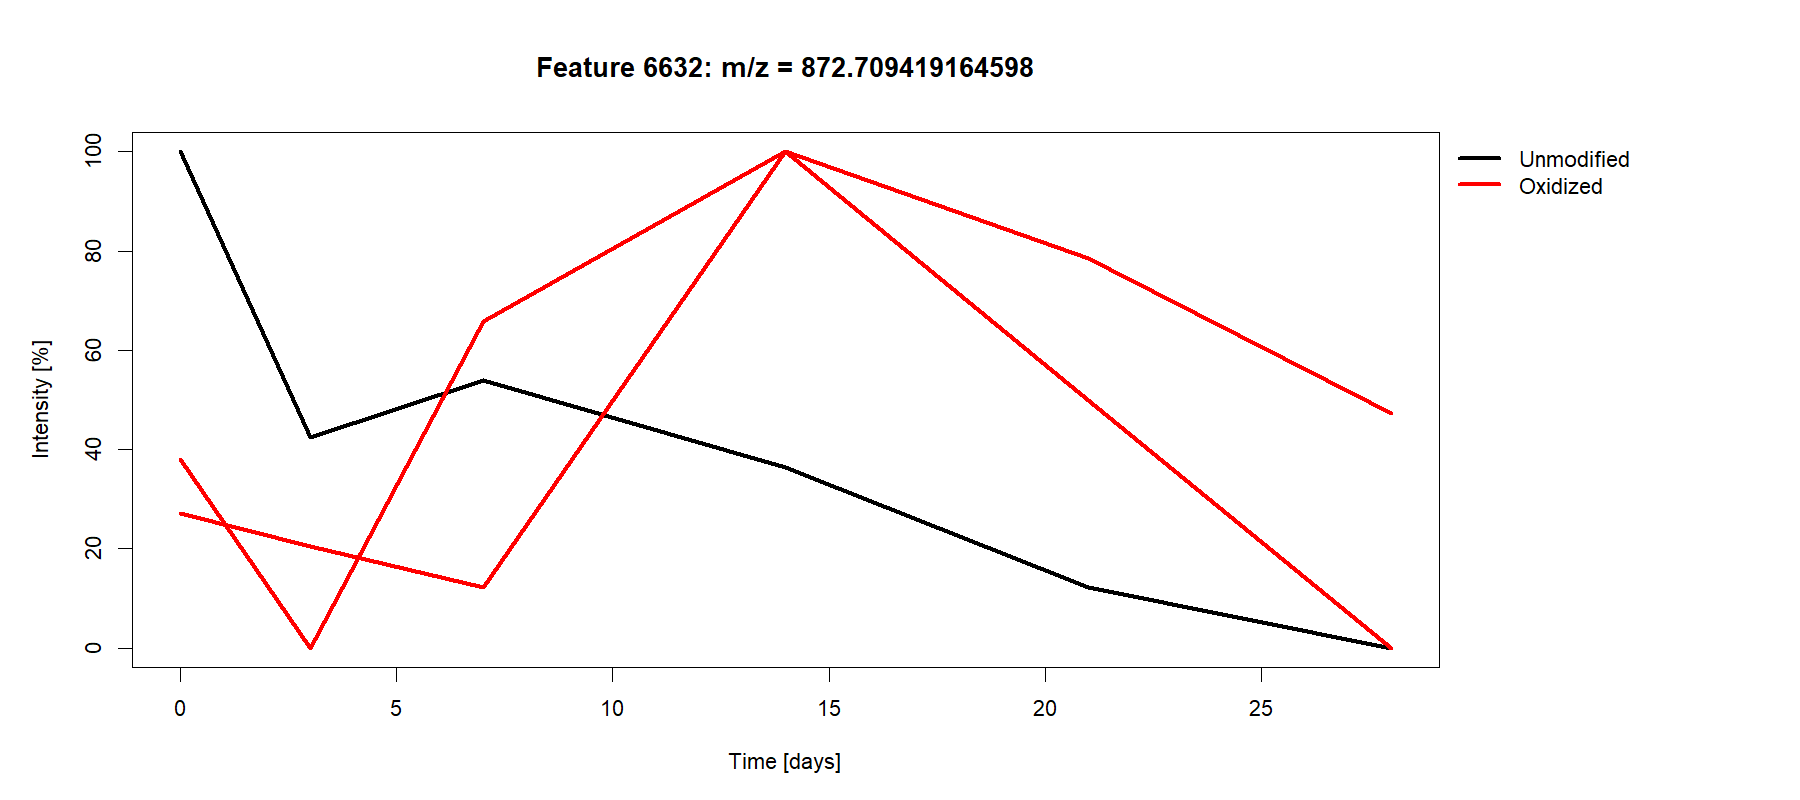 Feature 6632: m/z = 872.709419164598
Unmodified
Oxidized
100
80
60
40
20
0
Intensity [%]
0 5 10 15 20 25
Time [days]